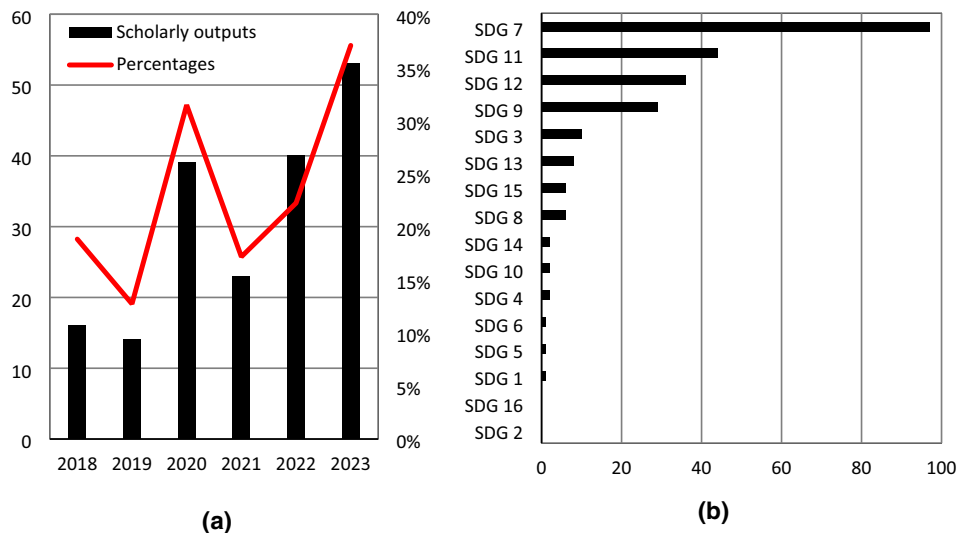 Scholarly outputs
Percentages
60
50
40
30
20
10
0
40%
35%
30%
25%
20%
15%
10%
5%
0%
2018 2019 2020 2021 2022 2023
(a)
SDG 7
SDG 11
SDG 12
SDG 9
SDG 3
SDG 13
SDG 15
SDG 8
SDG 14
SDG 10
SDG 4
SDG 6
SDG 5
SDG 1
SDG 16
SDG 2
0 20 40 60 80 100
(b)